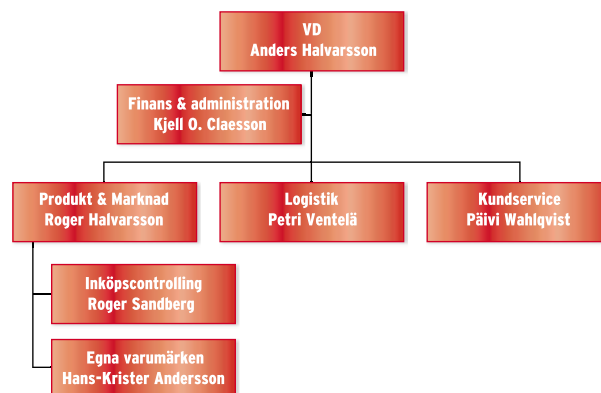 VD
Anders Halvarsson
Finans & administration
Kjell O. Claesson
Produkt & Marknad
Roger Halvarsson
Logistik
Petri Ventelä
Kundservice
Päivi Wahlqvist
Inköpscontrolling
Roger Sandberg
Egna varumärken
Hans-Krister Andersson